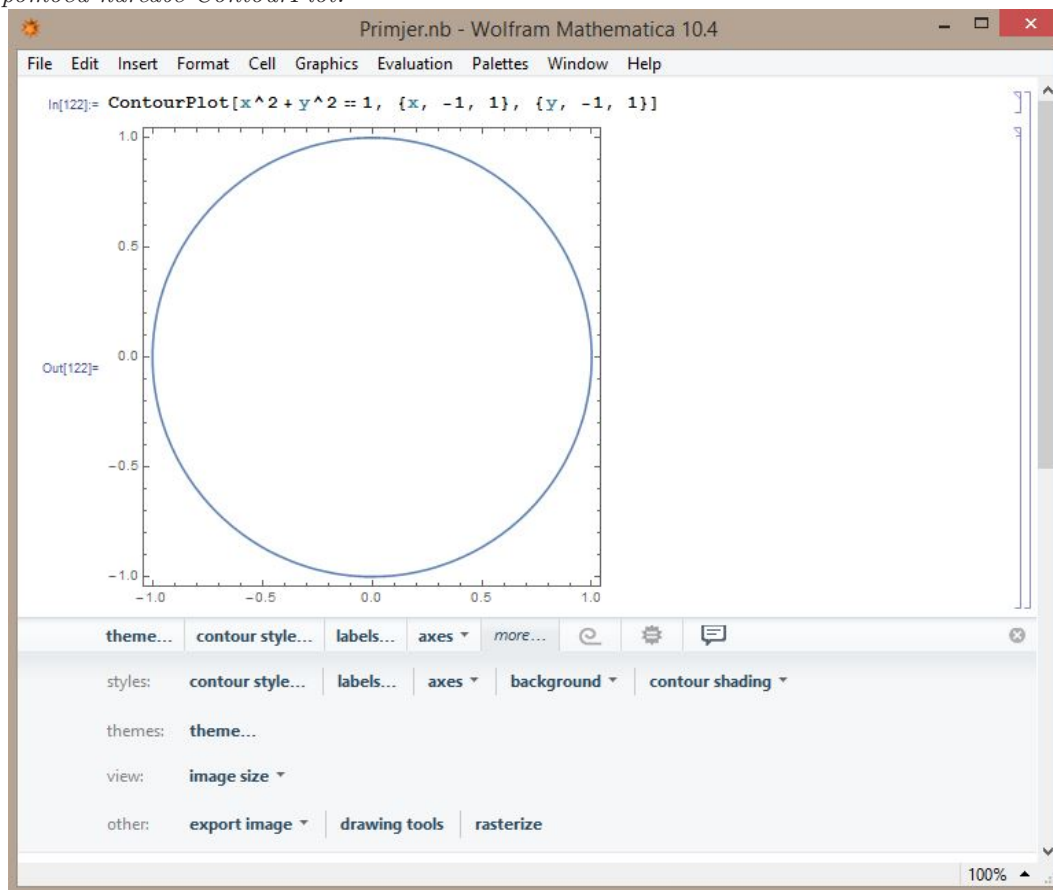 pomoću naredbe ContourPlot.
Primjer.nb - Wolfram Mathematica 10.4
File Edit Insert Format Cell Graphics Evaluation Palettes Window Help
In[122]:= ContourPlot[x^2 + y^2 == 1, {x, -1, 1}, {y, -1, 1}]
1.0
0.5
Out[122]= 0.0
-0.5
-1.0
-1.0 -0.5 0.0 0.5 1.0
theme... contour style... labels... axes more...
styles: contour style... labels... axes background contour shading
themes: theme...
view: image size
other: export image drawing tools rasterize
100%